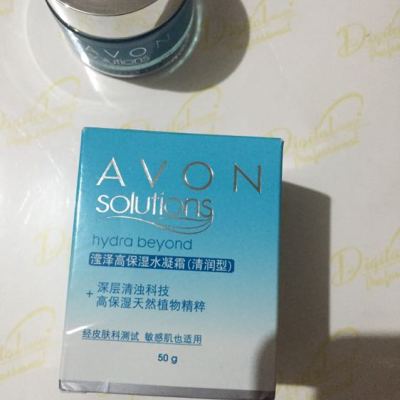 AVON
solutions
AVON
solutions
hydra beyond
滢泽高保湿水凝霜(清润型)
+ 深层清浊科技
高保湿天然植物精粹
经皮肤科测试 敏感肌也适用
50 g